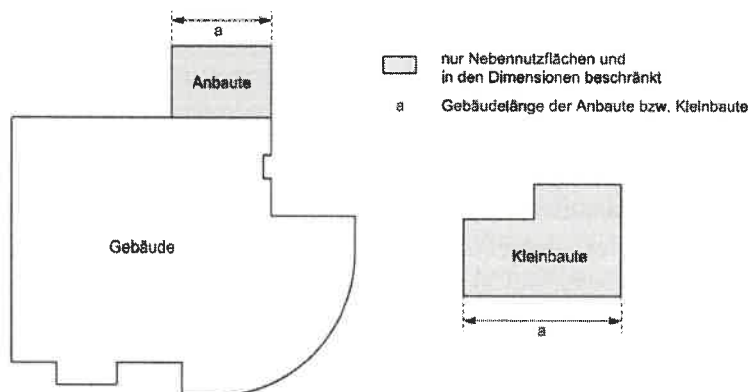 a
Anbaute
nur Nebennutzflächen und
in den Dimensionen beschränkt
a Gebäudelänge der Anbaute bzw. Kleinbaute
Gebäude
Kleinbaute
a